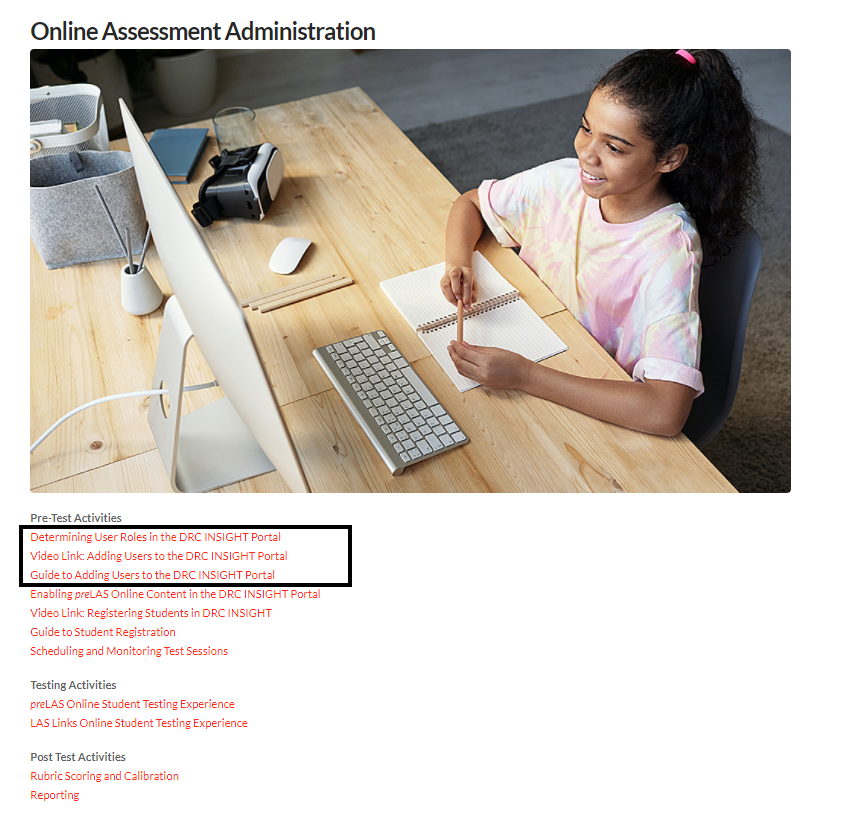 Online Assessment Administration
Pre-Test Activities
Determining User Roles in the DRC INSIGHT Portal
Video Link: Adding Users to the DRC INSIGHT Portal
Guide to Adding Users to the DRC INSIGHT Portal
Enabling preLAS Online Content in the DRC INSIGHT Portal
Video Link: Registering Students in DRC INSIGHT
Guide to Student Registration
Scheduling and Monitoring Test Sessions
Testing Activities
preLAS Online Student Testing Experience
LAS Links Online Student Testing Experience
Post Test Activities
Rubric Scoring and Calibration
Reporting